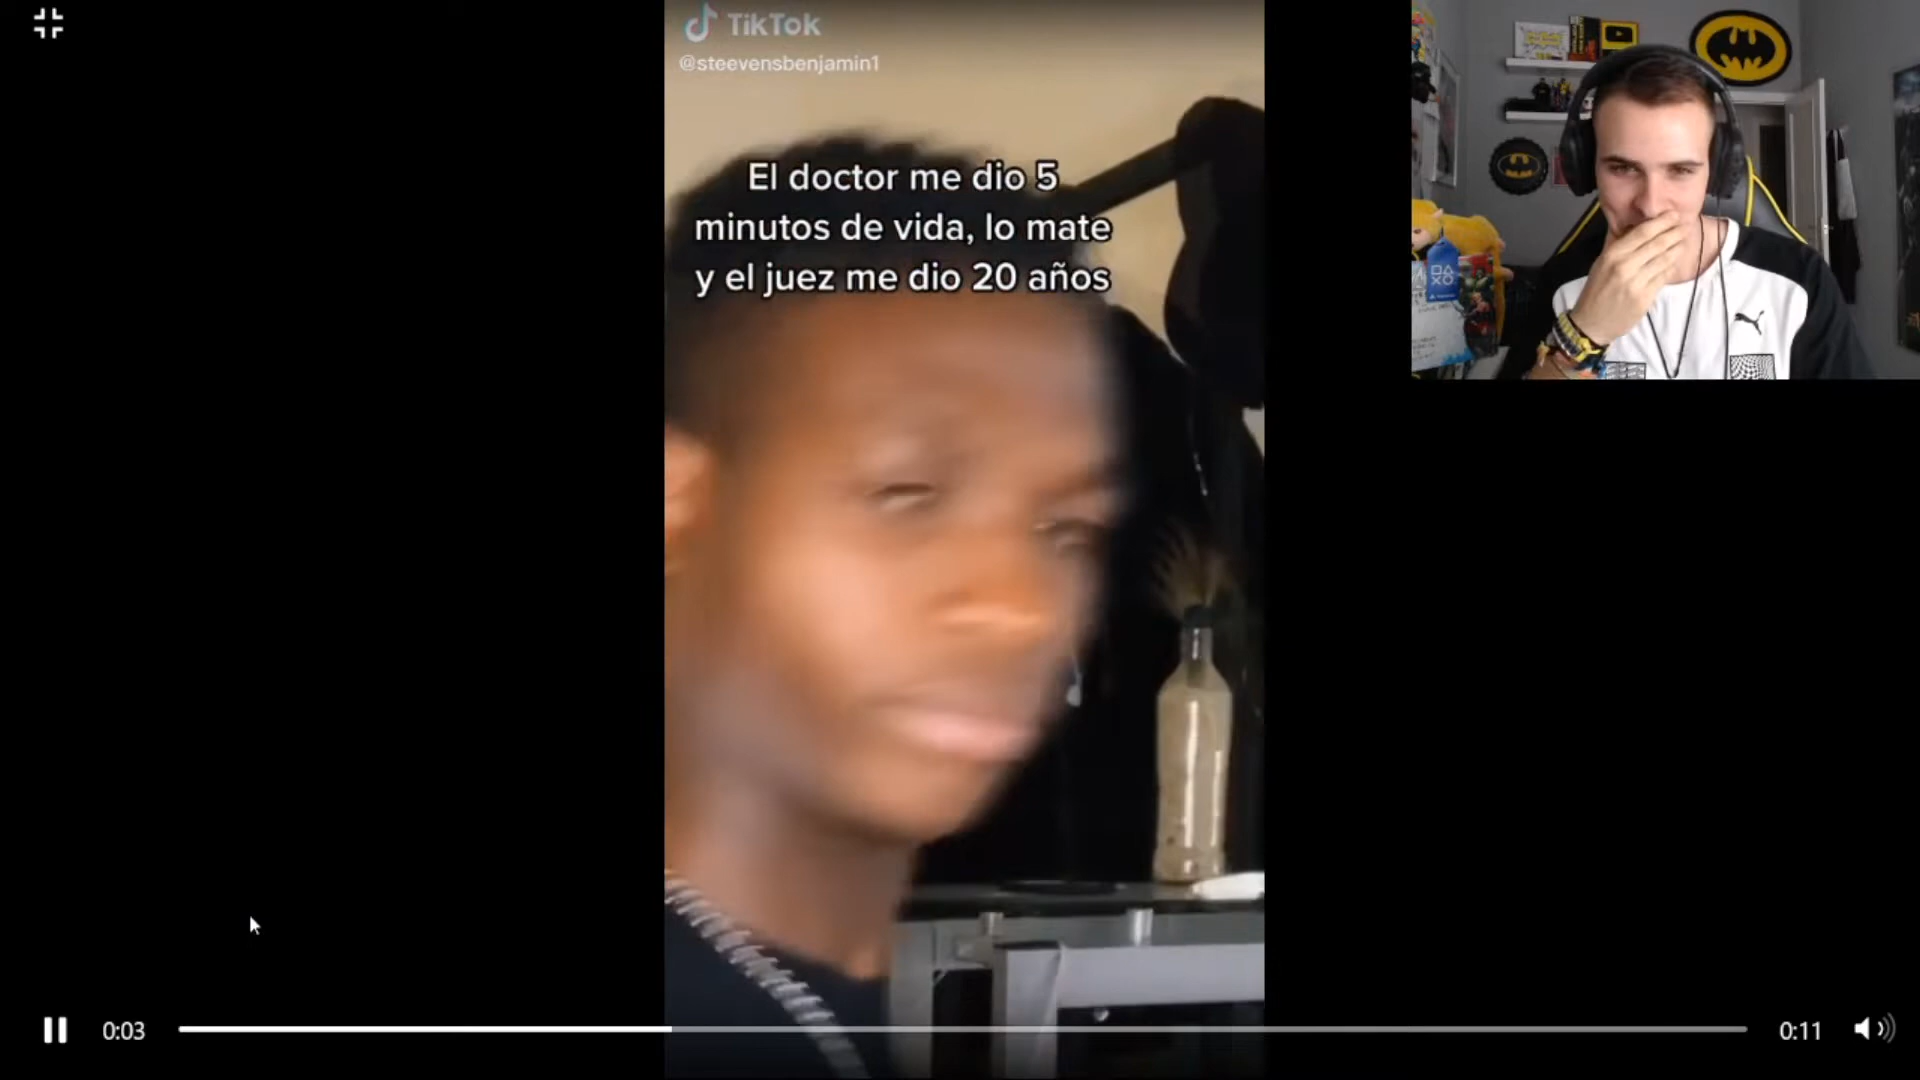 TikTok
@steevensbenjamin1
El doctor me dio 5
minutos de vida, lo mate
y el juez me dio 20 años
0:03
0:11